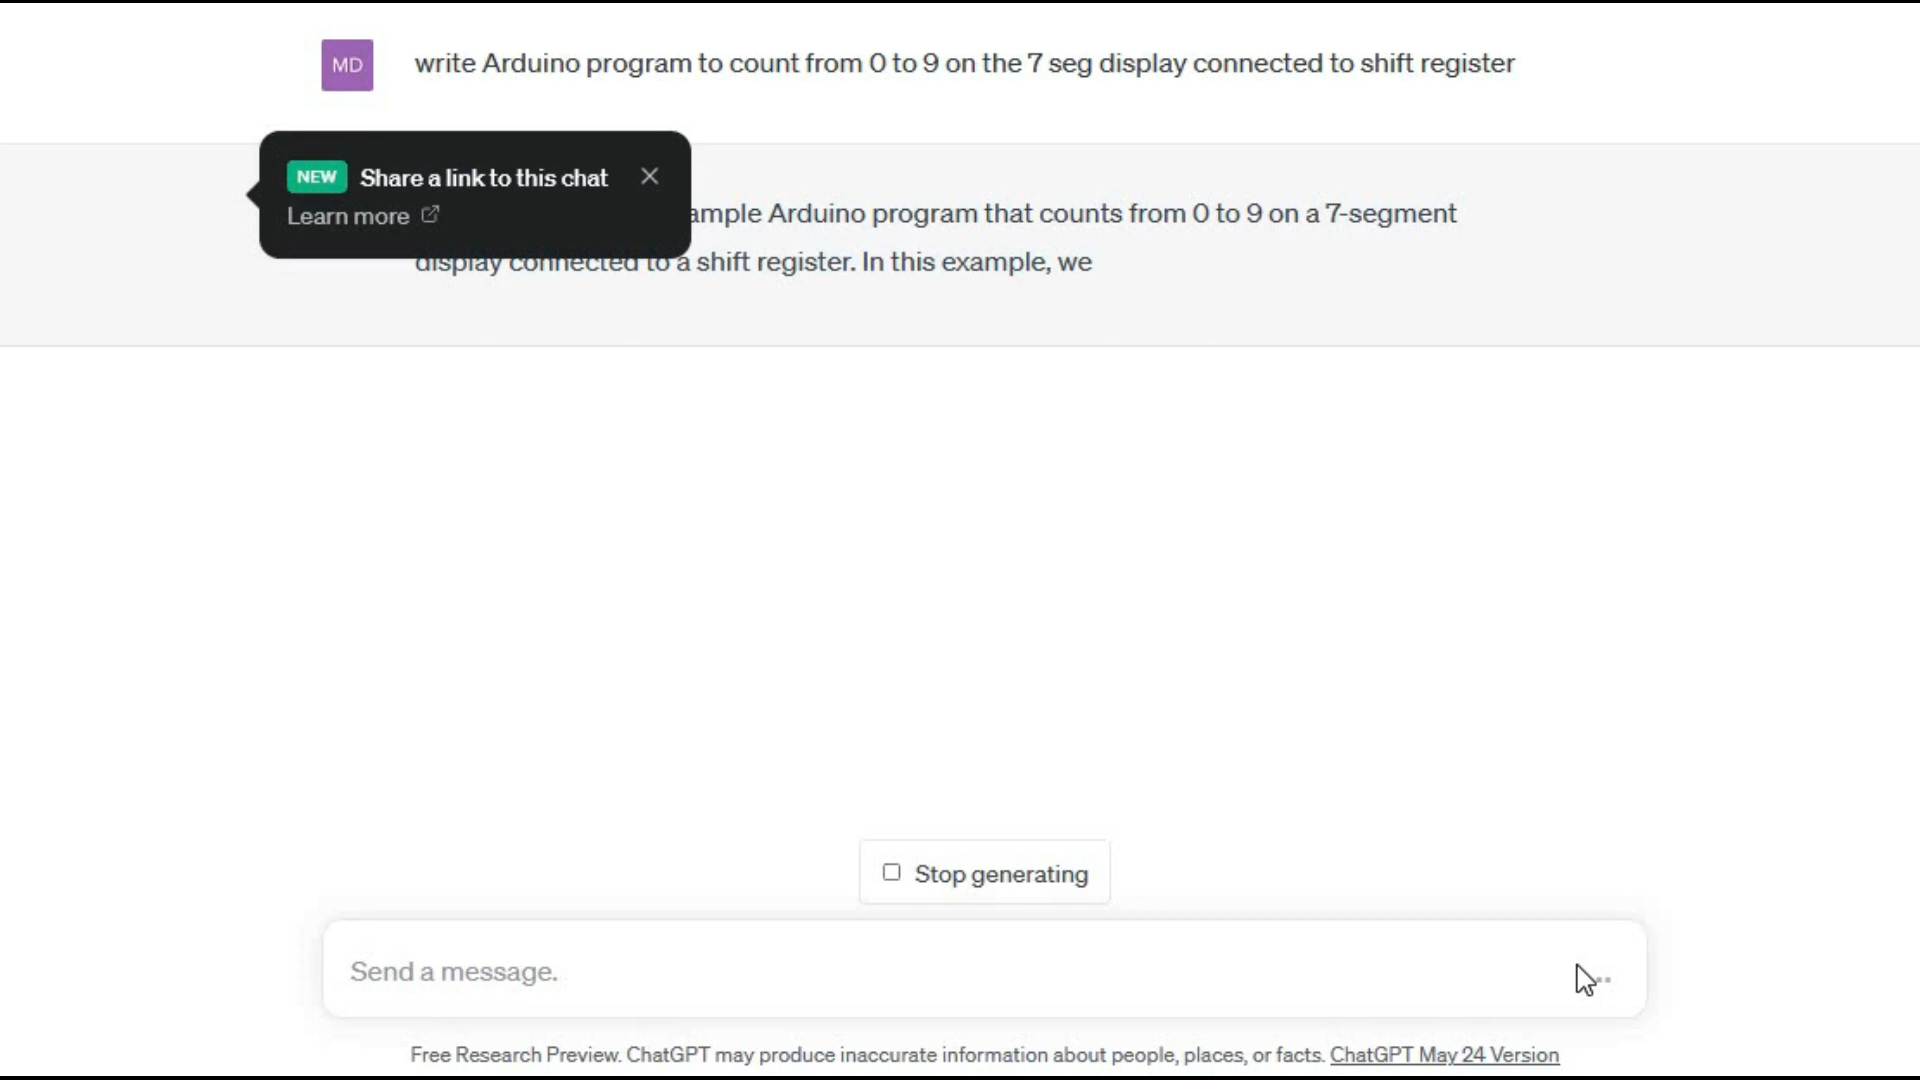 MD
write Arduino program to count from 0 to 9 on the 7 seg display connected to shift register
NEW Share a link to this chat
Learn more
ample Arduino program that counts from 0 to 9 on a 7-segment
display connected to a shift register. In this example, we
Stop generating
Send a message.
Free Research Preview. ChatGPT may produce inaccurate information about people, places, or facts. ChatGPT May 24 Version